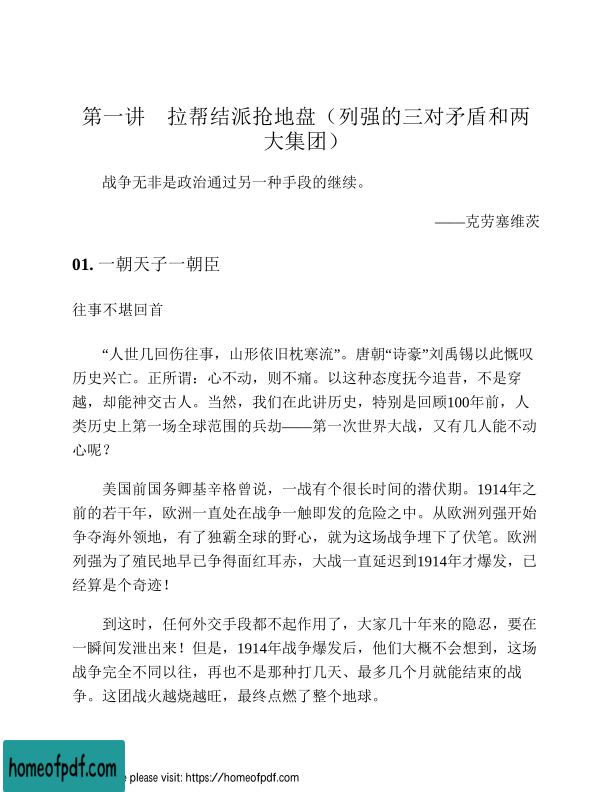 第一讲　拉帮结派抢地盘（列强的三对矛盾和两
大集团）
战争无非是政治通过另一种手段的继续。
——克劳塞维茨
01. 一朝天子一朝臣
往事不堪回首
“人世几回伤往事，山形依旧枕寒流”。唐朝“诗豪”刘禹锡以此慨叹
历史兴亡。正所谓：心不动，则不痛。以这种态度抚今追昔，不是穿
越，却能神交古人。当然，我们在此讲历史，特别是回顾100年前，人
类历史上第一场全球范围的兵劫——第一次世界大战，又有几人能不动
心呢？
美国前国务卿基辛格曾说，一战有个很长时间的潜伏期。1914年之
前的若干年，欧洲一直处在战争一触即发的危险之中。从欧洲列强开始
争夺海外领地，有了独霸全球的野心，就为这场战争埋下了伏笔。欧洲
列强为了殖民地早已争得面红耳赤，大战一直延迟到1914年才爆发，已
经算是个奇迹！
到这时，任何外交手段都不起作用了，大家几十年来的隐忍，要在
一瞬间发泄出来！但是，1914年战争爆发后，他们大概不会想到，这场
战争完全不同以往，再也不是那种打几天、最多几个月就能结束的战
争。这团战火越烧越旺，最终点燃了整个地球。
homeofpdf.com
e please visit: https://homeofpdf.com